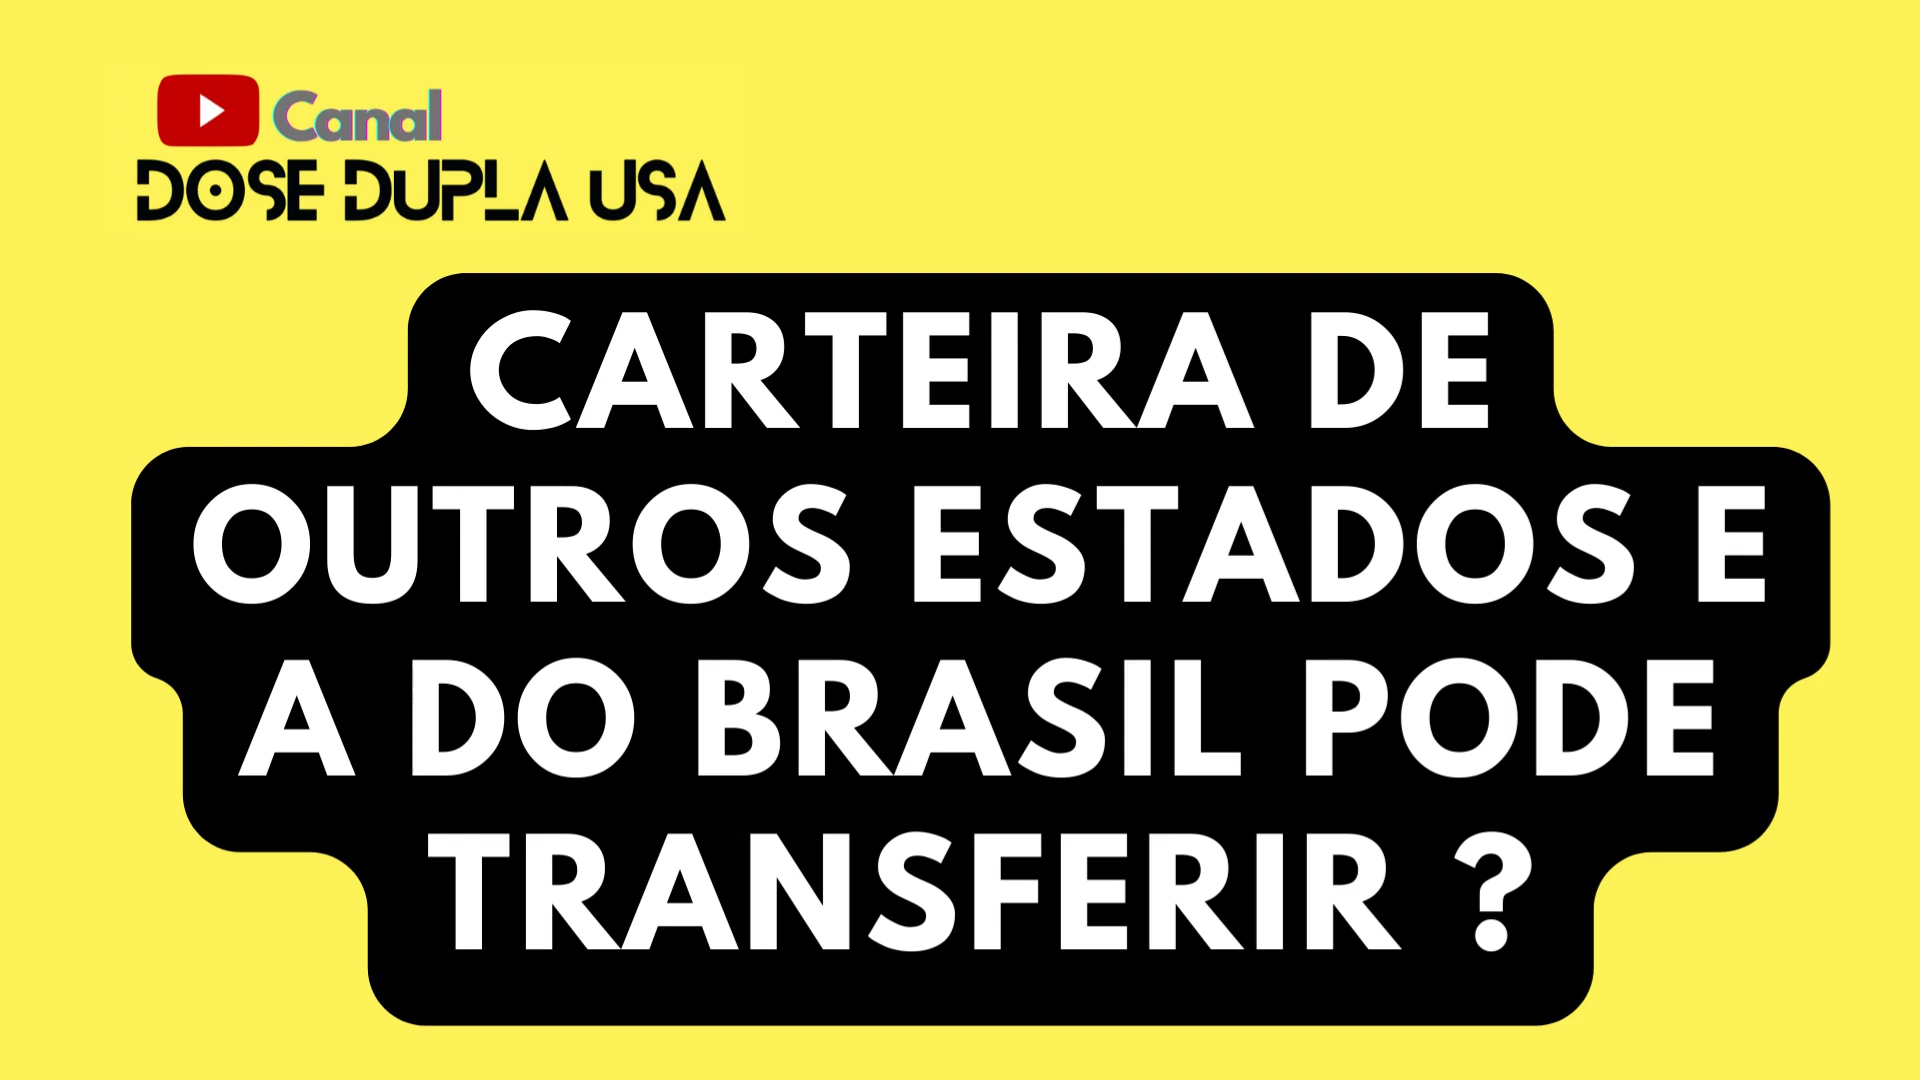 Canal
DOSE DUPLA USA
CARTEIRA DE
OUTROS ESTADOS E
A DO BRASIL PODE
TRANSFERIR ?